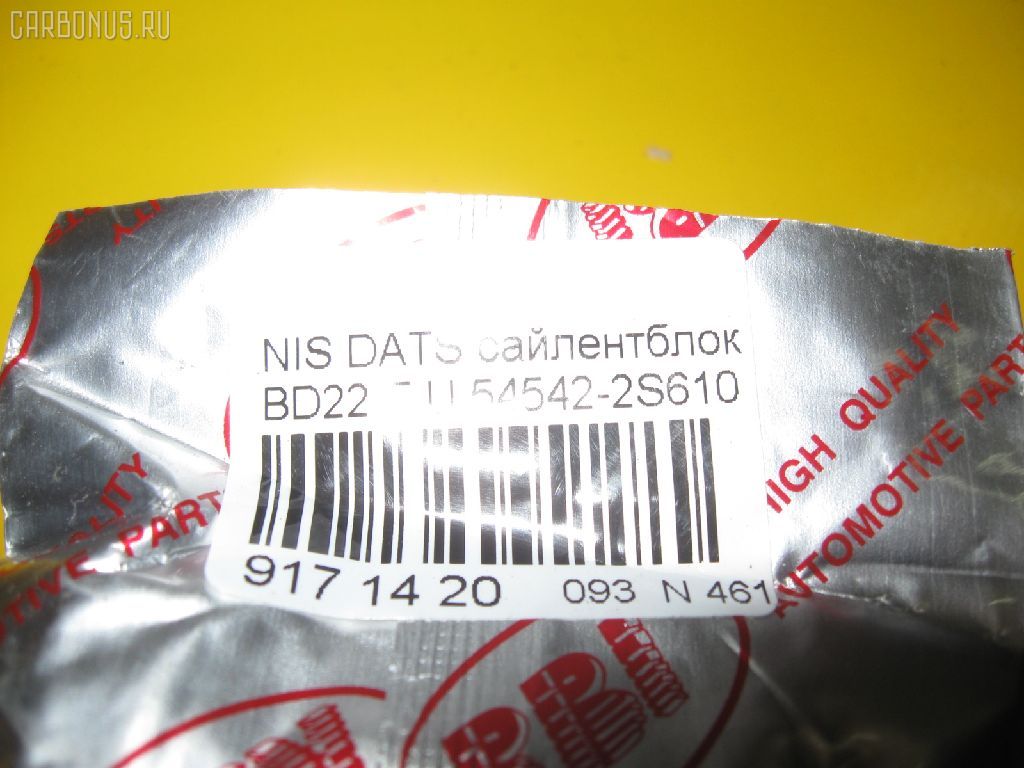 CARBONUS.RU
NIS DATS сайлентблок
BD22 54542-2S610
917 14 20 093 N 461
HIGH QUALITY
AUTOMOTIVE PART